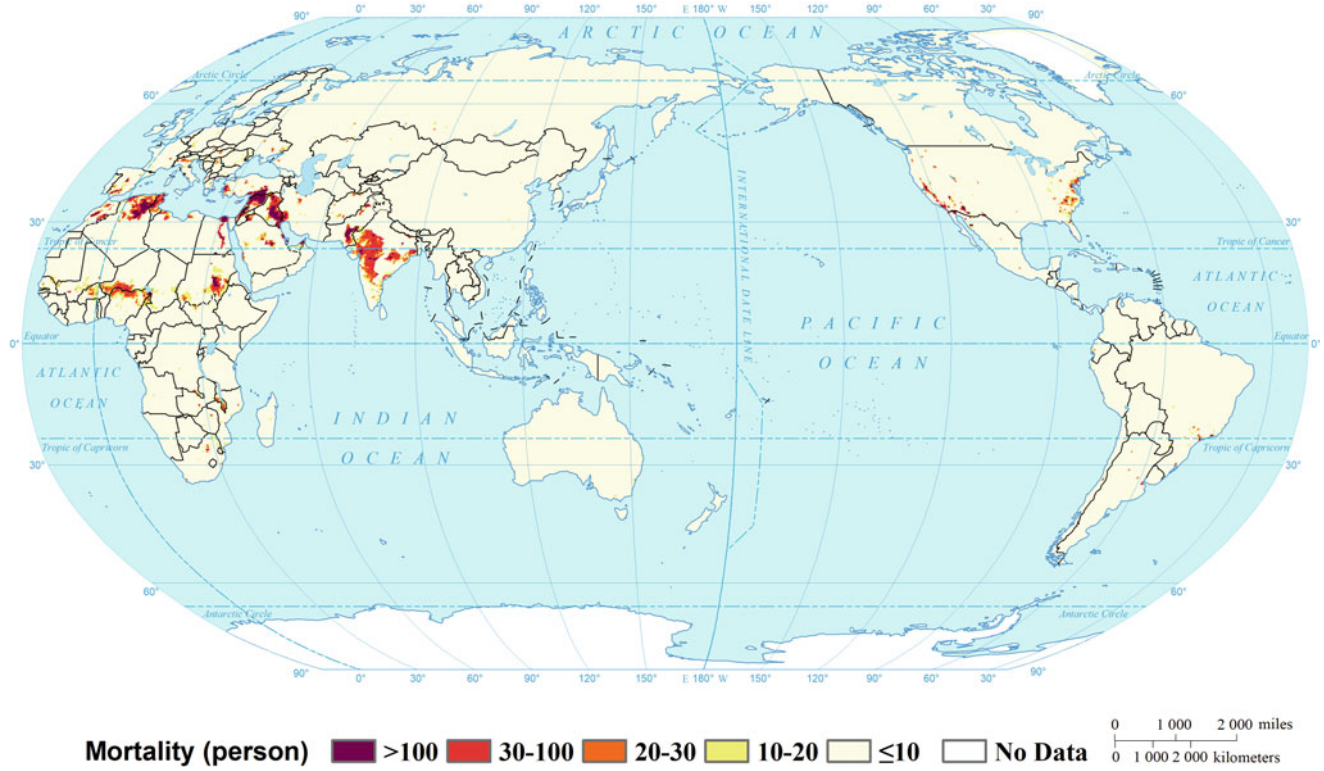 90° 60° 30° 0° 30° 60° 90° 120° 150° E 180° W 150° 120° 90° 60° 30° 90°
ARCTIC OCEAN
Arctic Circle
Arctic Circle
60°
60°
INTERNATIONAL DATE LINE
30°
30°
Tropic of Cancer
Tropic of Cancer
ATLANTIC
OCEAN
PACIFIC
OCEAN
Equator
Equator
0°
0°
ATLANTIC
OCEAN
INDIAN
OCEAN
Tropic of Capricorn
Tropic of Capricorn
30°
30°
60°
60°
Antarctic Circle
Antarctic Circle
90° 60° 30° 0° 30° 60° 90° 120° 150° E 180° W 150° 120° 90° 60° 30° 90°
Mortality (person) >100 30-100 20-30 10-20 ≤10 No Data
0 1 000 2 000 miles
0 1 000 2 000 kilometers